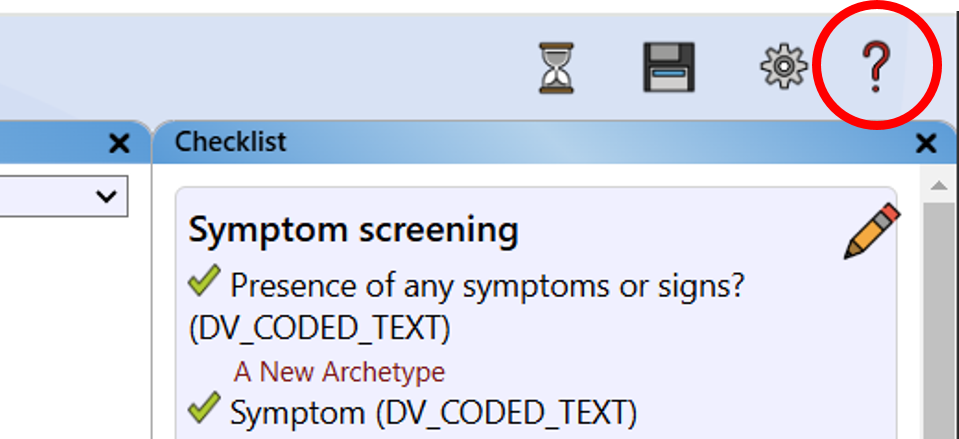 ?
Checklist
Symptom screening
Presence of any symptoms or signs?
(DV_CODED_TEXT)
A New Archetype
Symptom (DV_CODED_TEXT)